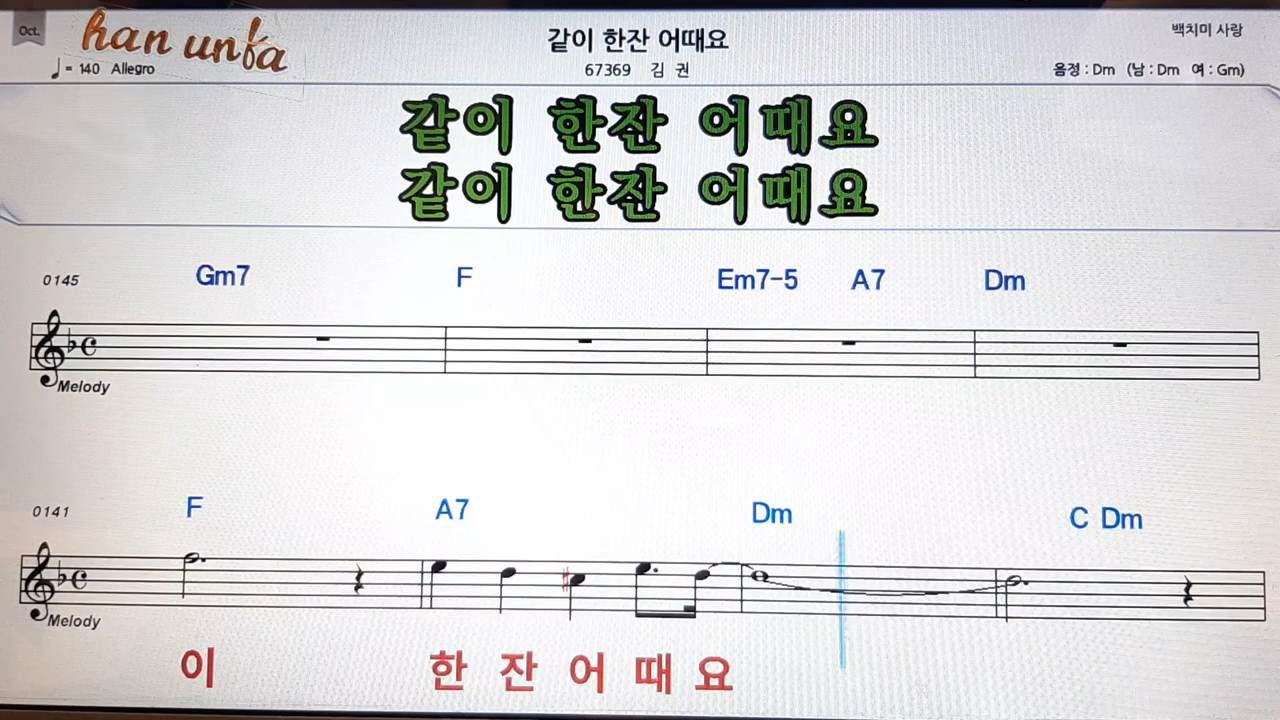 Oct.
han unba
같이 한잔 어때요
백치미 사랑
♩= 140 Allegro
67369 김 권
음정 : Dm (남 : Dm 여 : Gm)
같이 한잔 어때요
같이 한잔 어때요
0145 Gm7 F Em7-5 A7 Dm
Melody
0141 F A7 Dm C Dm
Melody
이 한 잔 어 때 요